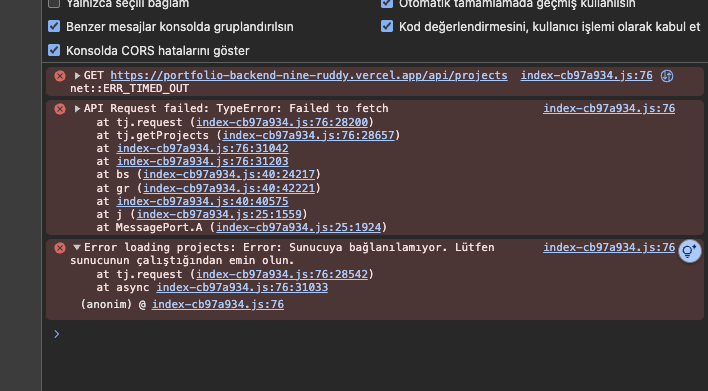 Yalnızca seçili bağlam
Otomatik tamamlamada geçmiş kullanılsın
Benzer mesajlar konsolda gruplandırılsın
Kod değerlendirmesini, kullanıcı işlemi olarak kabul et
Konsolda CORS hatalarını göster
GET https://portfolio-backend-nine-ruddy.vercel.app/api/projects index-cb97a934.js:76
net::ERR_TIMED_OUT
API Request failed: TypeError: Failed to fetch index-cb97a934.js:76
at tj.request (index-cb97a934.js:76:28200)
at tj.getProjects (index-cb97a934.js:76:28657)
at index-cb97a934.js:76:31042
at index-cb97a934.js:76:31203
at bs (index-cb97a934.js:40:24217)
at gr (index-cb97a934.js:40:42221)
at index-cb97a934.js:40:40575
at j (index-cb97a934.js:25:1559)
at MessagePort.A (index-cb97a934.js:25:1924)
Error loading projects: Error: Sunucuya bağlanılamıyor. Lütfen index-cb97a934.js:76
sunucunun çalıştığından emin olun.
at tj.request (index-cb97a934.js:76:28542)
at async index-cb97a934.js:76:31033
(anonim) @ index-cb97a934.js:76